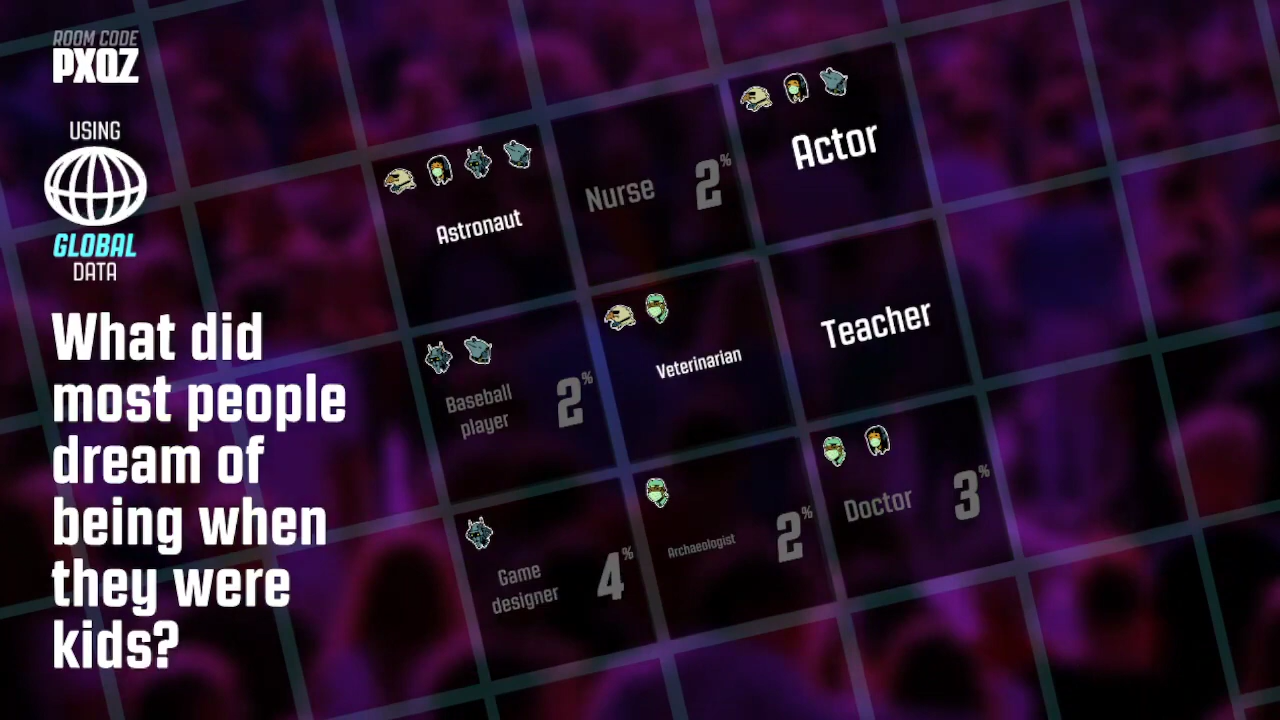 ROOM CODE
PXQZ
USING
GLOBAL
DATA
What did
most people
dream of
being when
they were
kids?
Astronaut
Nurse 2%
Actor
Baseball
player 2%
Veterinarian
Teacher
Game
designer 4%
Archaeologist 2%
Doctor 3%